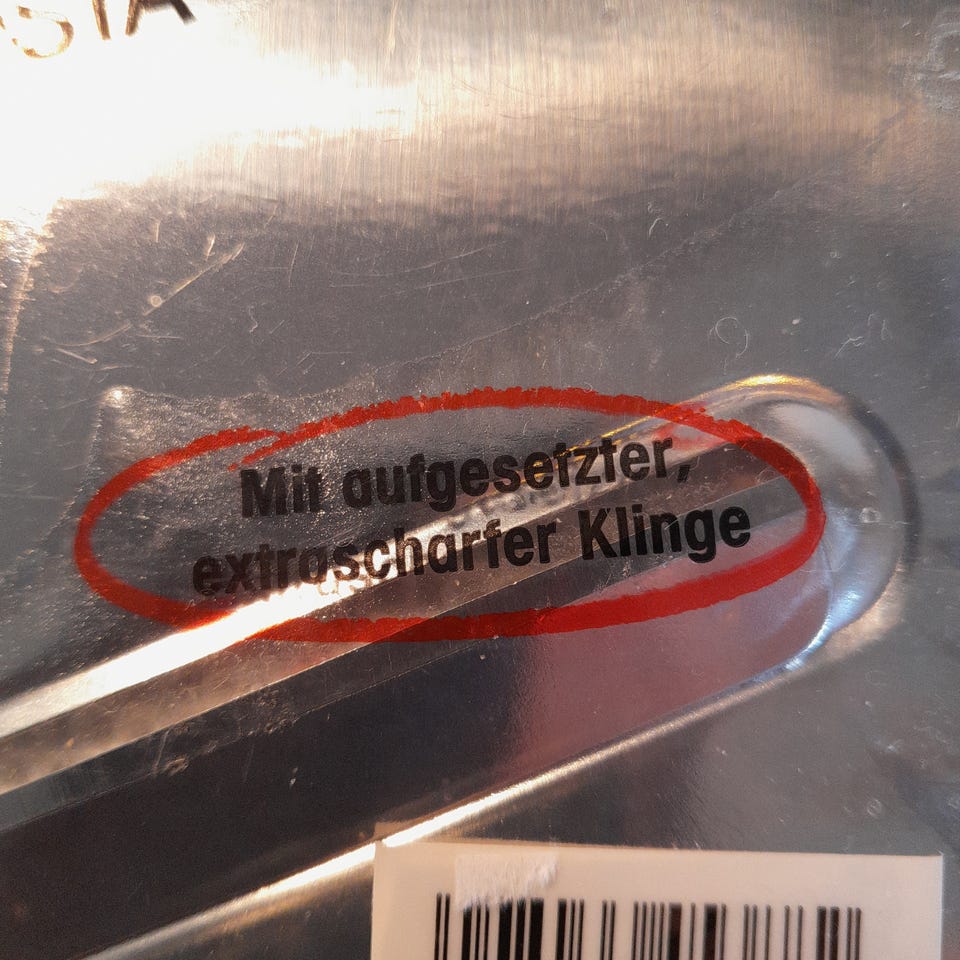 Mit aufgesetzter,
extrascharfer Klinge